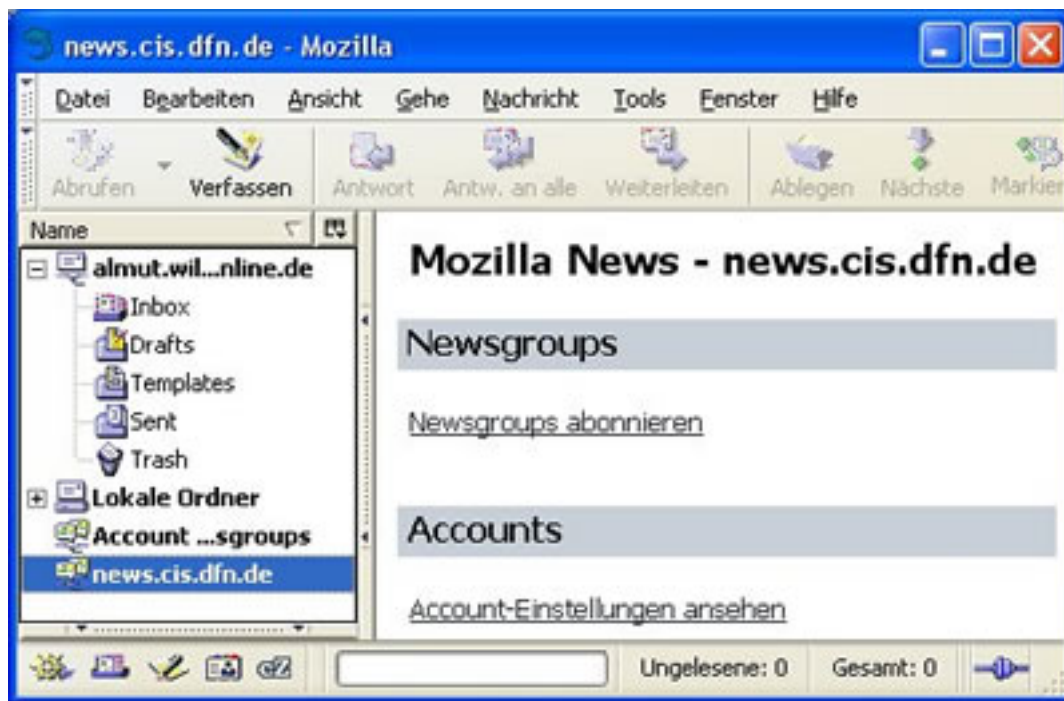 news.cis.dfn.de - Mozilla
Datei Bearbeiten Ansicht Gehe Nachricht Tools Fenster Hilfe
Abrufen Verfassen Antwort Antw. an alle Weiterleiten Ablegen Nächste Markier
Name
almut.wil...nline.de
Inbox
Drafts
Templates
Sent
Trash
Lokale Ordner
Account ...sgroups
news.cis.dfn.de
Mozilla News - news.cis.dfn.de
Newsgroups
Newsgroups abonnieren
Accounts
Account-Einstellungen ansehen
Ungelesene: 0 Gesamt: 0